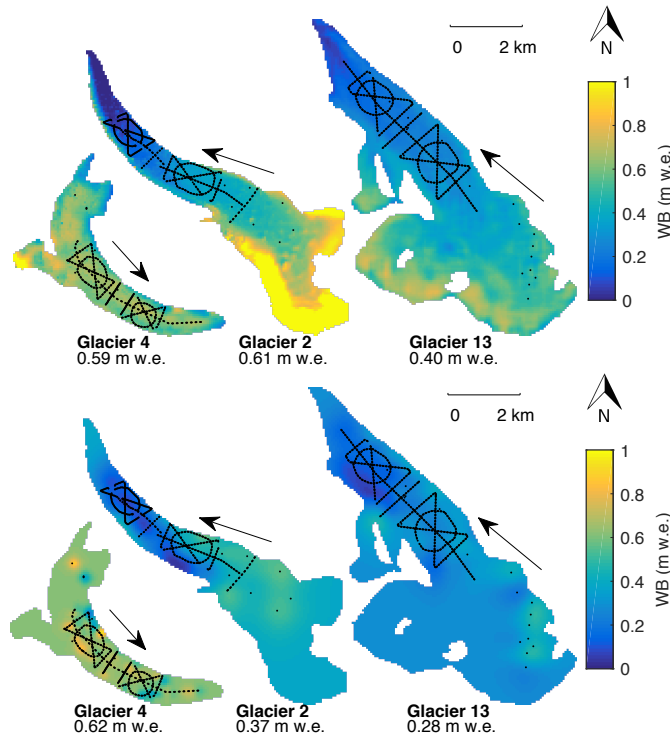 0 2 km
N
1
0.8
0.6
0.4
0.2
0
WB (m w.e.)
Glacier 4
0.59 m w.e.
Glacier 2
0.61 m w.e.
Glacier 13
0.40 m w.e.
0 2 km
N
1
0.8
0.6
0.4
0.2
0
WB (m w.e.)
Glacier 4
0.62 m w.e.
Glacier 2
0.37 m w.e.
Glacier 13
0.28 m w.e.